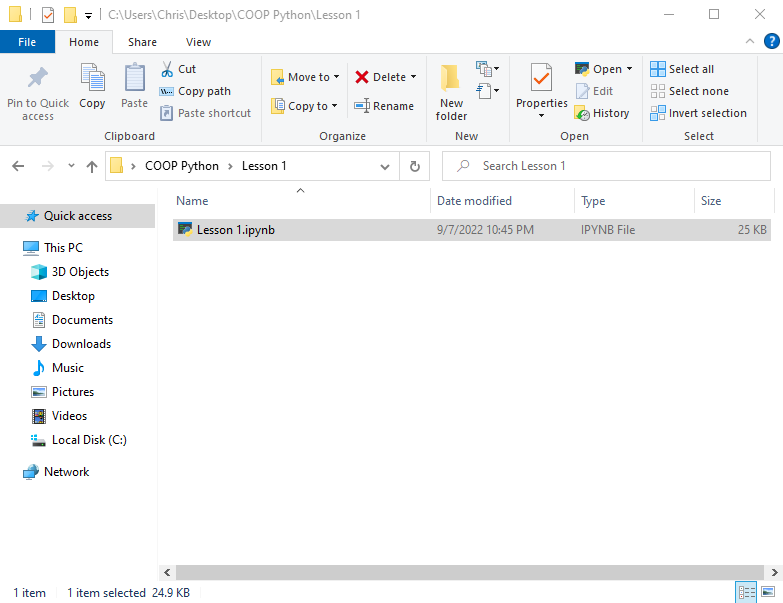 C:\Users\Chris\Desktop\COOP Python\Lesson 1
File Home Share View
Pin to Quick access
Copy
Paste
Cut
Copy path
Paste shortcut
Clipboard
Move to
Copy to
Delete
Rename
Organize
New folder
New
Properties
Open
Edit
History
Open
Select all
Select none
Invert selection
Select
COOP Python Lesson 1
Search Lesson 1
Name Date modified Type Size
Lesson 1.ipynb 9/7/2022 10:45 PM IPYNB File 25 KB
Quick access
This PC
3D Objects
Desktop
Documents
Downloads
Music
Pictures
Videos
Local Disk (C:)
Network
1 item 1 item selected 24.9 KB